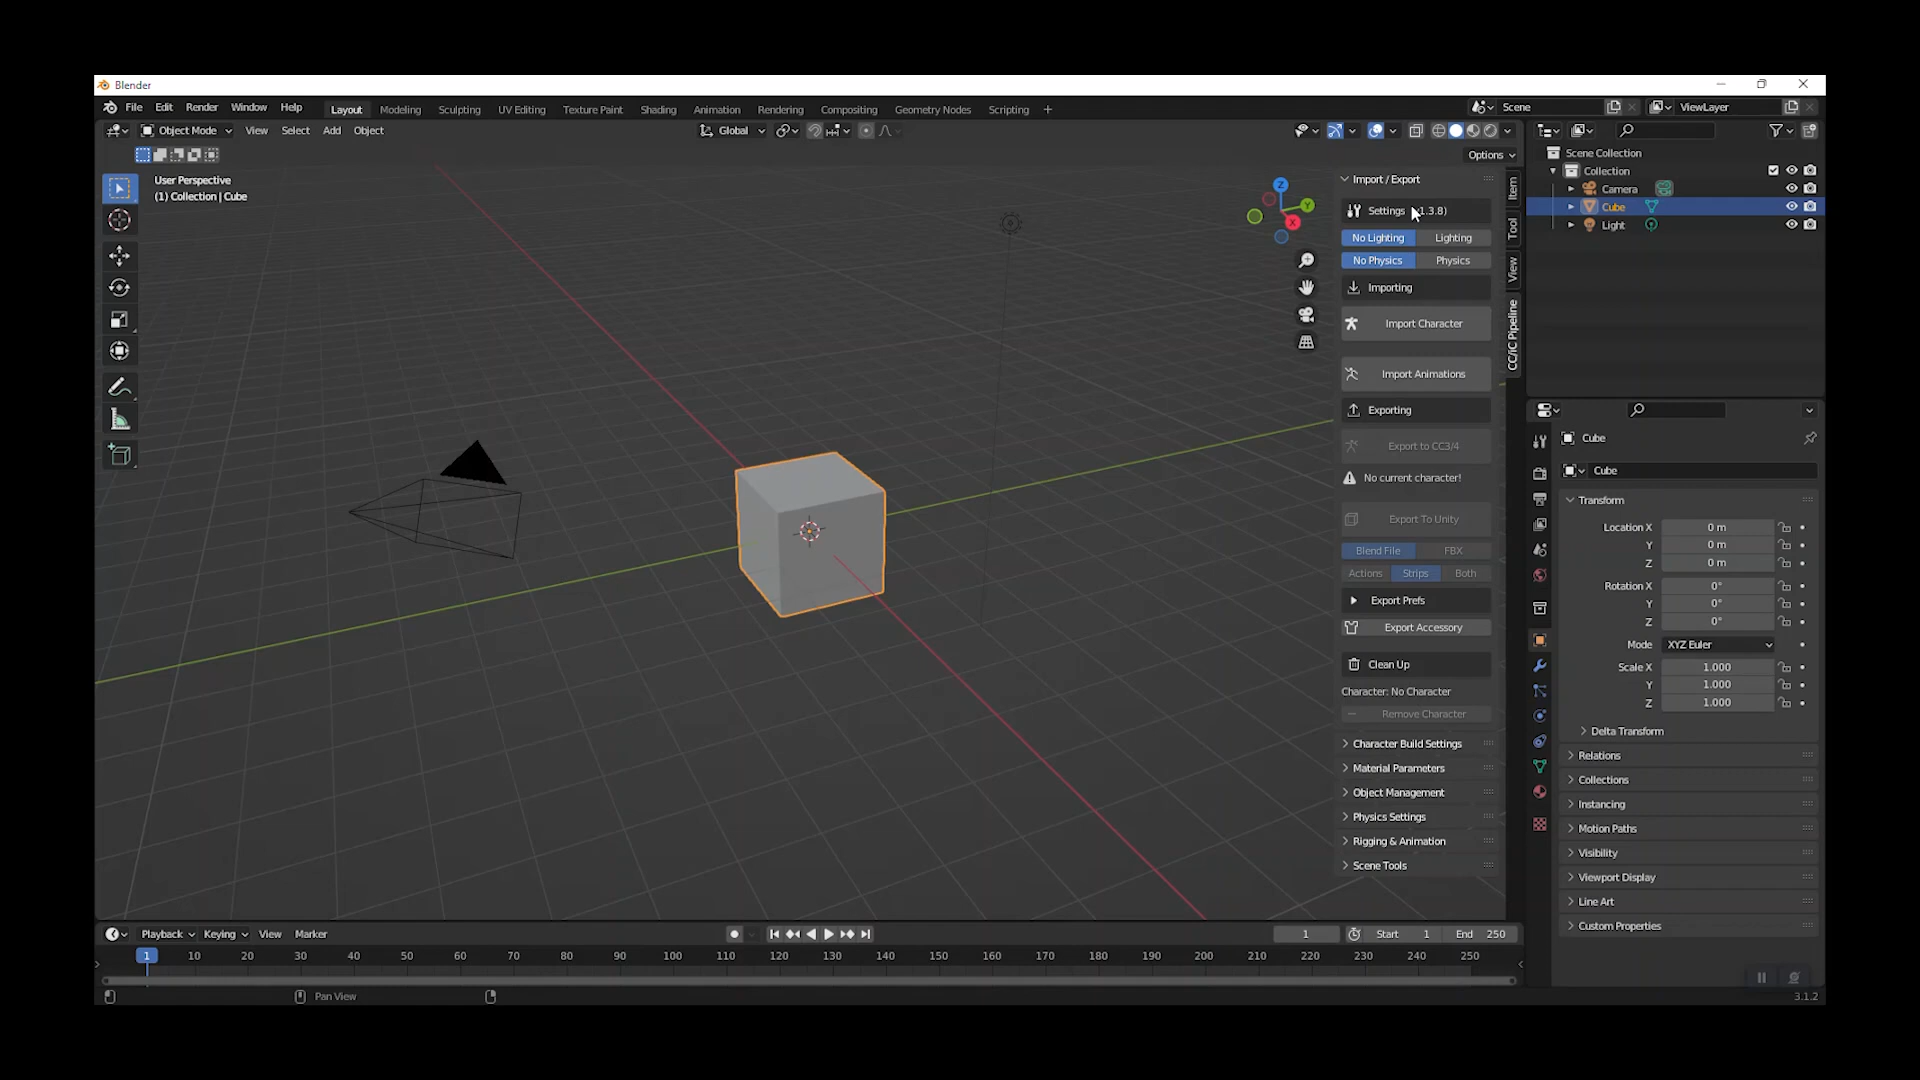 Blender
File Edit Render Window Help Layout Modeling Sculpting UV Editing Texture Paint Shading Animation Rendering Compositing Geometry Nodes Scripting + Scene ViewLayer
Object Mode View Select Add Object Global
Options
User Perspective
(1) Collection | Cube
Z
Y
X
Import / Export
Settings v1.3.8)
No Lighting Lighting
No Physics Physics
Importing
Import Character
Import Animations
Exporting
Export to CC3/4
No current character!
Export To Unity
Blend File FBX
Actions Strips Both
Export Prefs
Export Accessory
Clean Up
Character: No Character
Remove Character
Character Build Settings
Material Parameters
Object Management
Physics Settings
Rigging & Animation
Scene Tools
Item
Tool
View
CC/iC Pipeline
Scene Collection
Collection
Camera
Cube
Light
Cube
Cube
Transform
Location X 0 m
Y 0 m
Z 0 m
Rotation X 0°
Y 0°
Z 0°
Mode XYZ Euler
Scale X 1.000
Y 1.000
Z 1.000
Delta Transform
Relations
Collections
Instancing
Motion Paths
Visibility
Viewport Display
Line Art
Custom Properties
Playback Keying View Marker 1 Start 1 End 250
1 10 20 30 40 50 60 70 80 90 100 110 120 130 140 150 160 170 180 190 200 210 220 230 240 250
Pan View
3.1.2